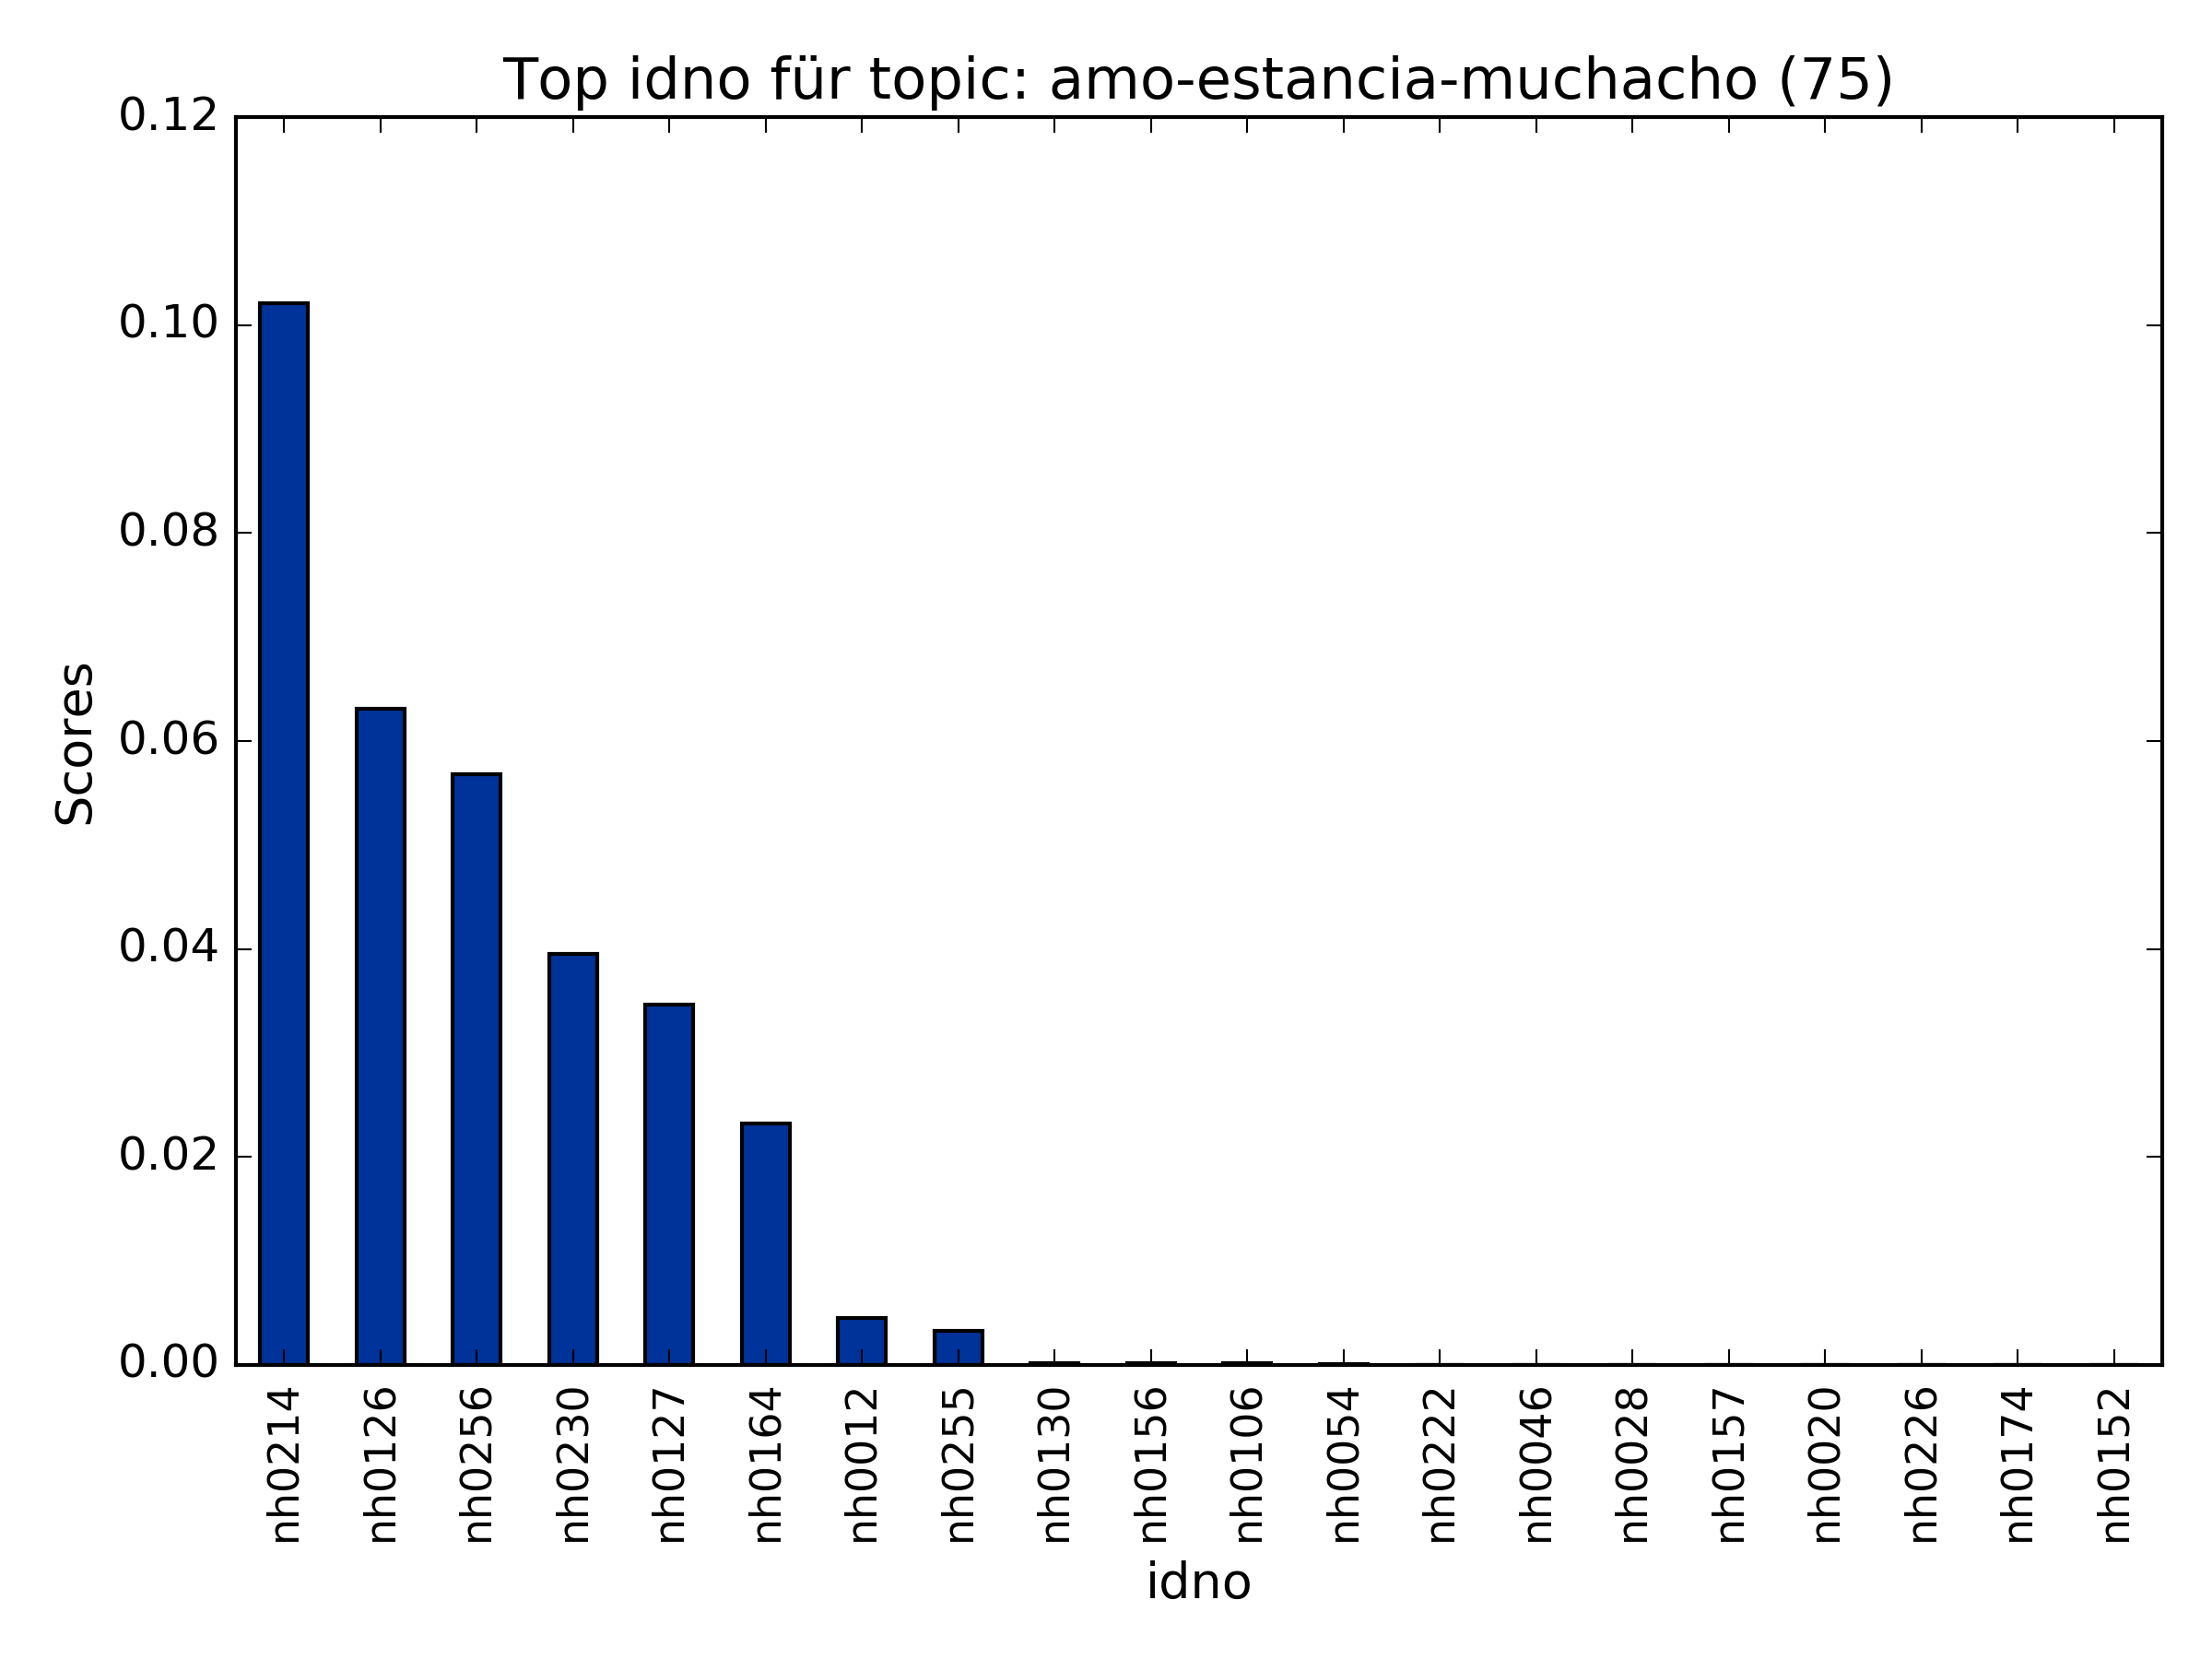 Top idno für topic: amo-estancia-muchacho (75)
0.12
0.10
0.08
0.06
0.04
0.02
0.00
Scores
nh0214
nh0126
nh0256
nh0230
nh0127
nh0164
nh0012
nh0255
nh0130
nh0156
nh0106
nh0054
nh0222
nh0046
nh0028
nh0157
nh0020
nh0226
nh0174
nh0152
idno